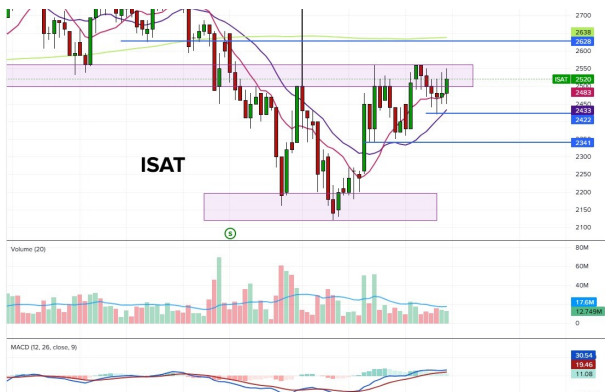 2700
2638
2628
2600
2550
ISAT 2520
2500
2483
2450
2433
2422
2400
2341
2300
2250
2200
2150
2100
ISAT
S
Volume (20)
80M
60M
40M
17.6M
12.749M
0
MACD (12, 26, close, 9)
30.54
19.46
11.08